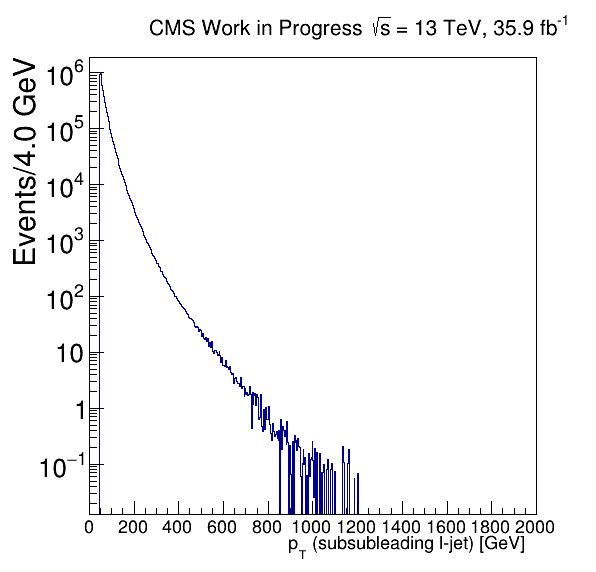 CMS Work in Progress √s = 13 TeV, 35.9 fb⁻¹
Events/4.0 GeV
10⁶
10⁵
10⁴
10³
10²
10
1
10⁻¹
0 200 400 600 800 1000 1200 1400 1600 1800 2000
p_T (subsubleading l-jet) [GeV]